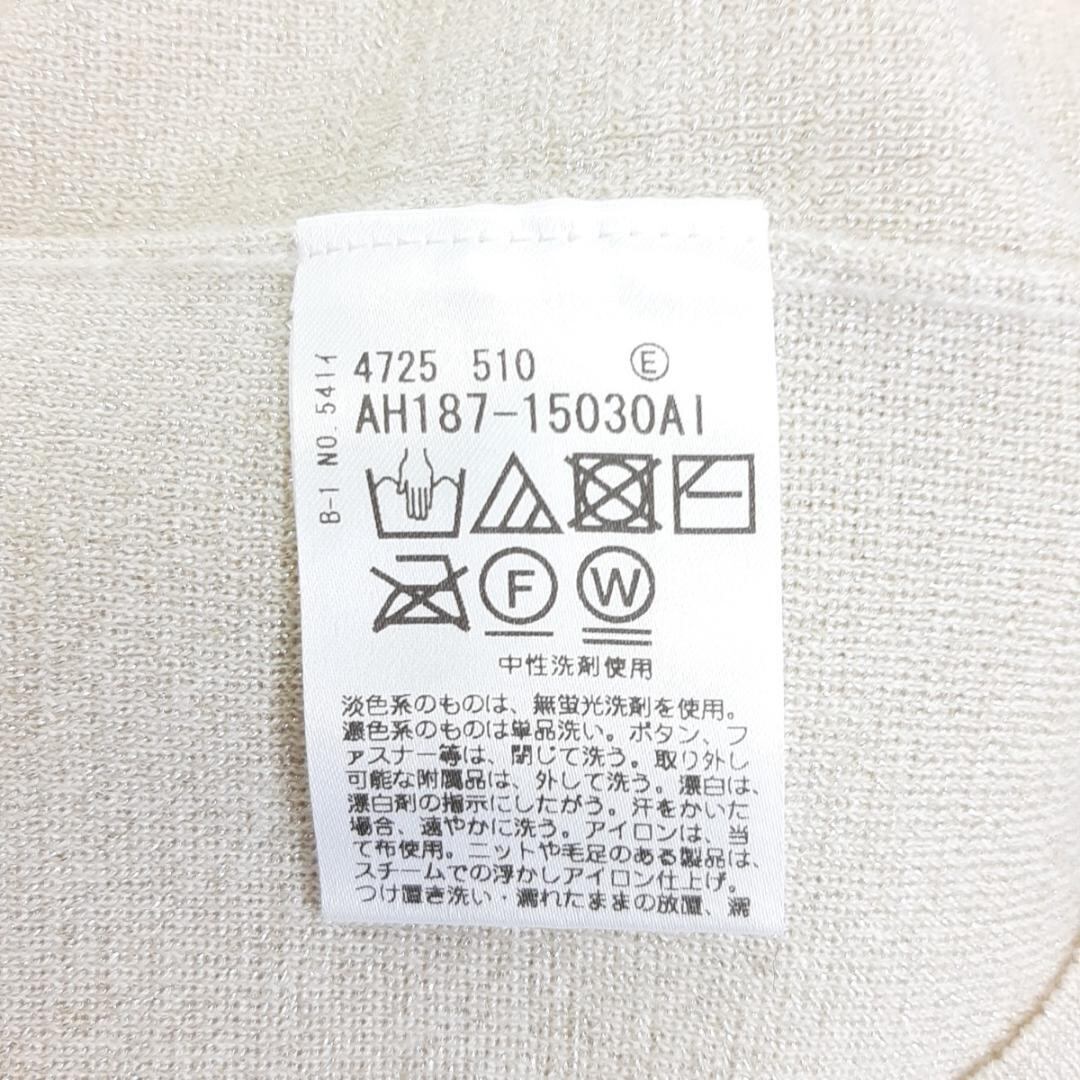 4725 510 Ⓔ
AH187-15030AI
B-1 NO. 541イ
F
W
中性洗剤使用
淡色系のものは、無蛍光洗剤を使用。
濃色系のものは単品洗い。ボタン、フ
ァスナー等は、閉じて洗う。取り外し
可能な附属品は、外して洗う。漂白は、
漂白剤の指示にしたがう。汗をかいた
場合、速やかに洗う。アイロンは、当
て布使用。ニットや毛足のある製品は、
スチームでの浮かしアイロン仕上げ。
つけ置き洗い・濡れたままの放置、濡